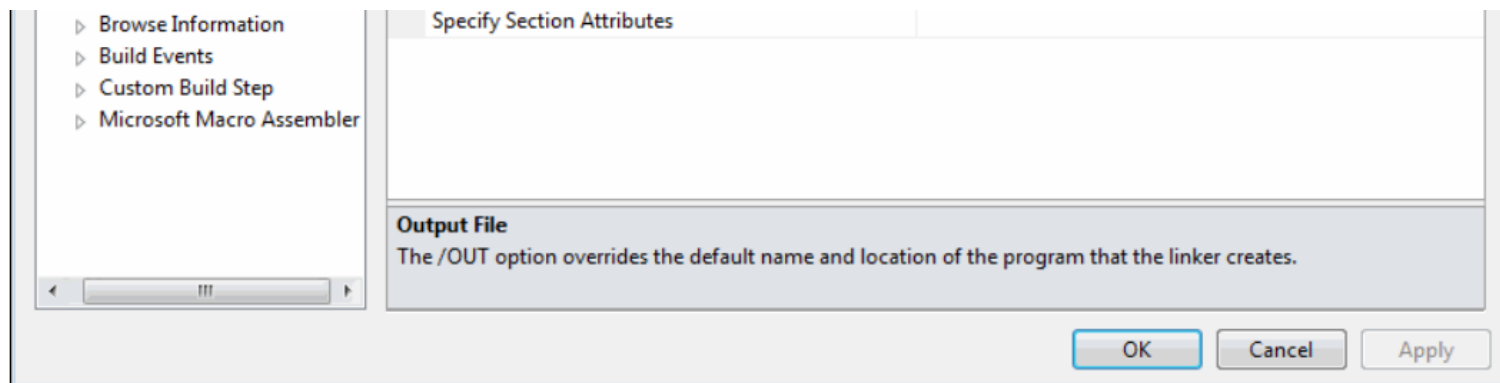 Browse Information
Build Events
Custom Build Step
Microsoft Macro Assembler
Specify Section Attributes
Output File
The /OUT option overrides the default name and location of the program that the linker creates.
OK Cancel Apply